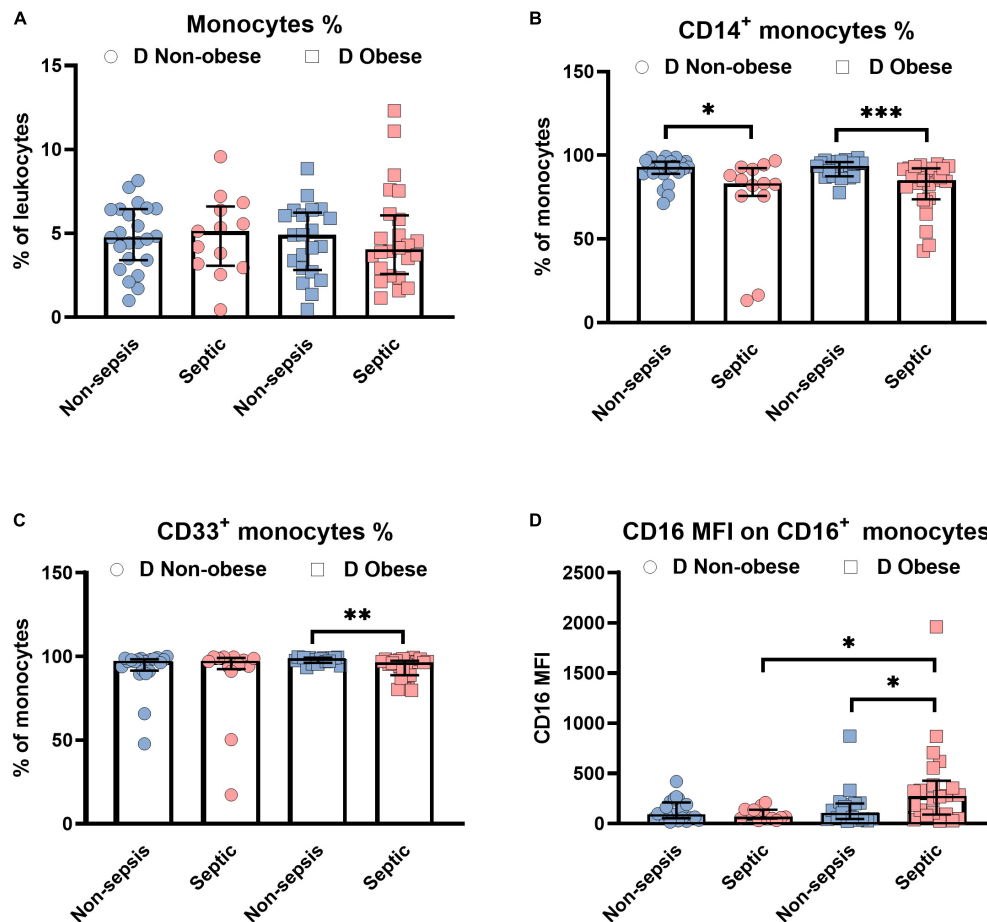 A
Monocytes %
D Non-obese D Obese
% of leukocytes
15
10
5
0
Non-sepsis Septic Non-sepsis Septic
B
CD14⁺ monocytes %
D Non-obese D Obese
% of monocytes
150
100
50
0
* ***
Non-sepsis Septic Non-sepsis Septic
C
CD33⁺ monocytes %
D Non-obese D Obese
% of monocytes
150
100
50
0
**
Non-sepsis Septic Non-sepsis Septic
D
CD16 MFI on CD16⁺ monocytes
D Non-obese D Obese
CD16 MFI
2500
2000
1500
1000
500
0
*
*
Non-sepsis Septic Non-sepsis Septic